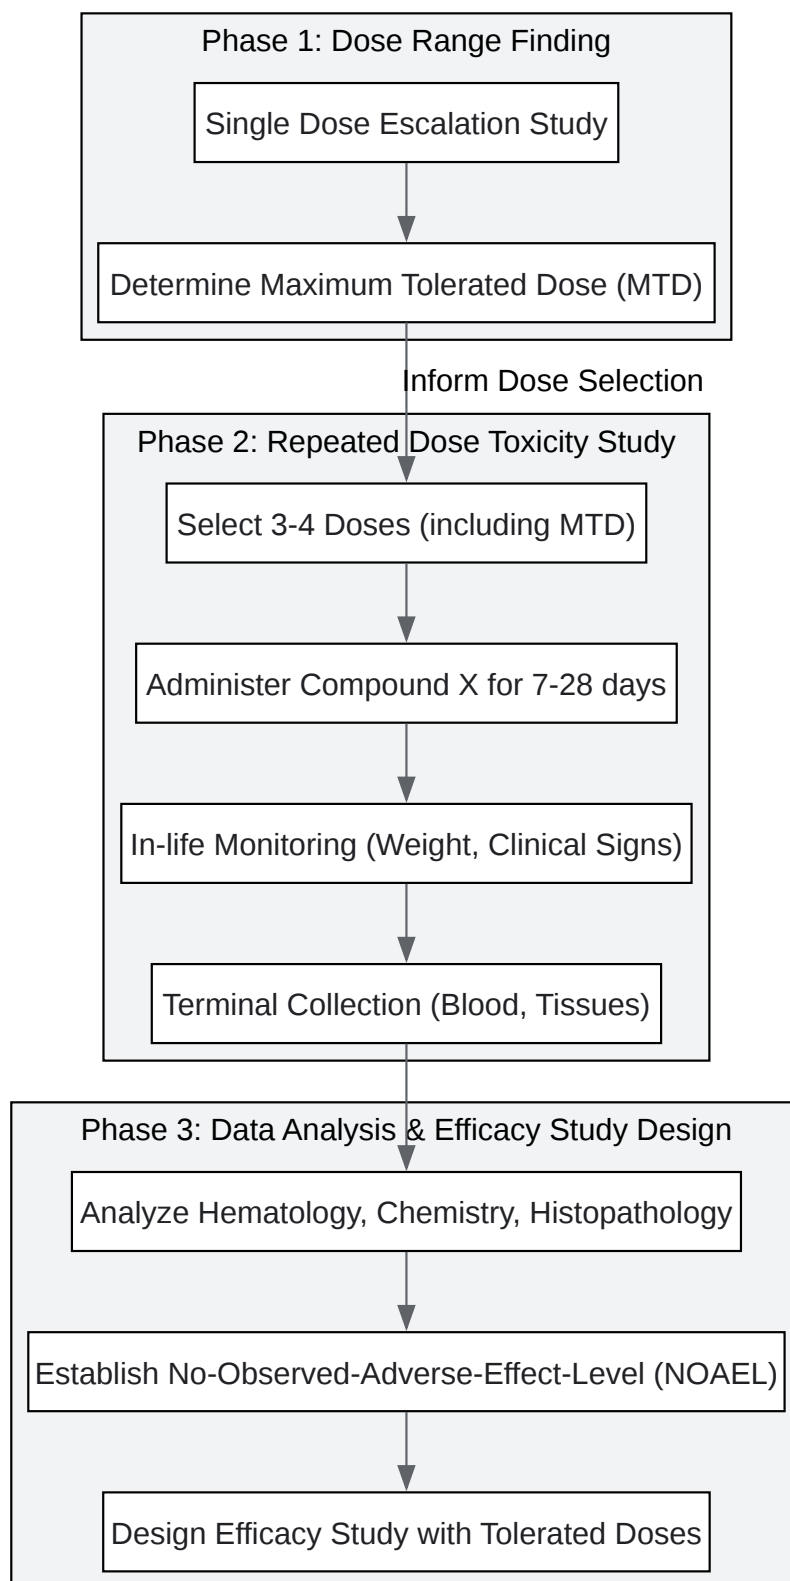 Phase 1: Dose Range Finding
Single Dose Escalation Study
Determine Maximum Tolerated Dose (MTD)
Inform Dose Selection
Phase 2: Repeated Dose Toxicity Study
Select 3-4 Doses (including MTD)
Administer Compound X for 7-28 days
In-life Monitoring (Weight, Clinical Signs)
Terminal Collection (Blood, Tissues)
Phase 3: Data Analysis & Efficacy Study Design
Analyze Hematology, Chemistry, Histopathology
Establish No-Observed-Adverse-Effect-Level (NOAEL)
Design Efficacy Study with Tolerated Doses